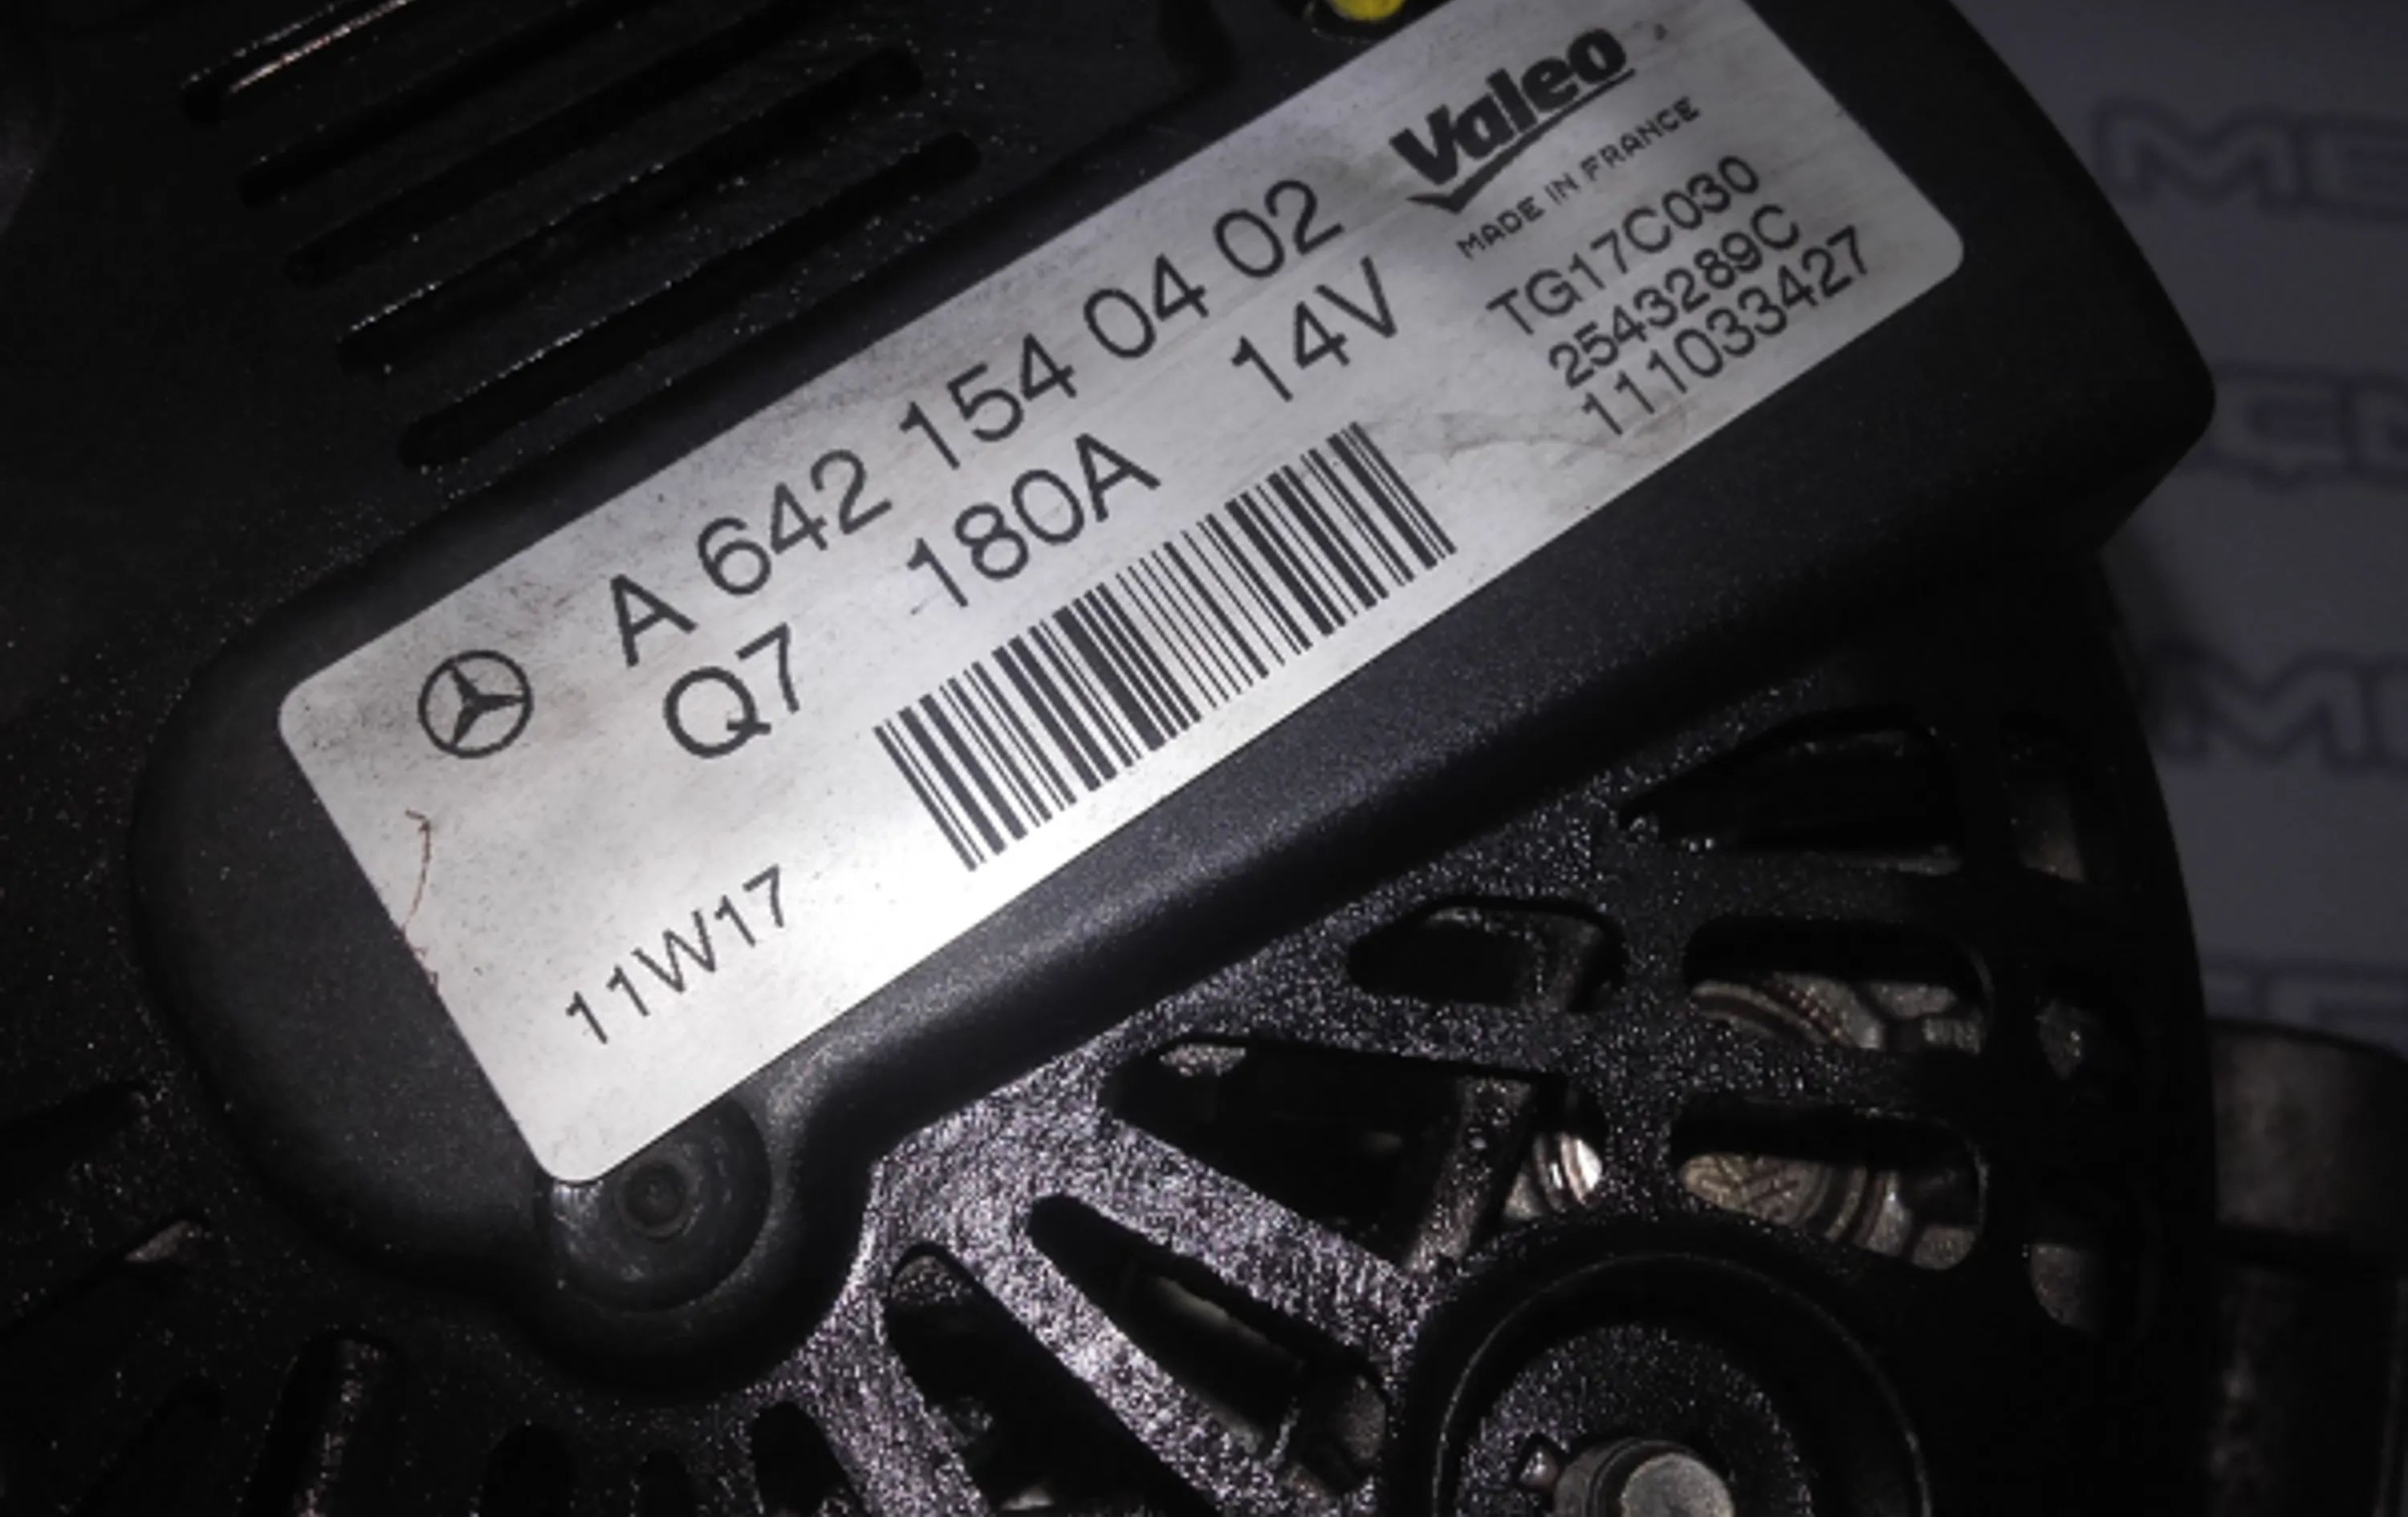 Valeo
MADE IN FRANCE
A 642 154 04 02
Q7 180A 14V
TG17C030
2543289C
111033427
11W17